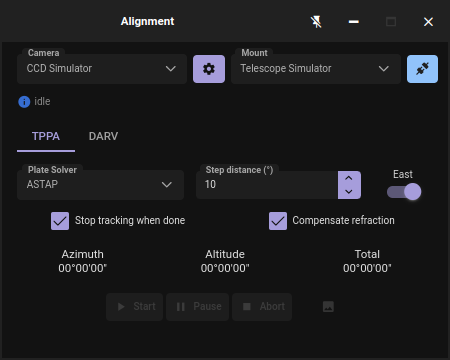 Alignment
Camera
CCD Simulator
Mount
Telescope Simulator
idle
TPPA
DARV
Plate Solver
ASTAP
Step distance (°)
10
East
Stop tracking when done
Compensate refraction
Azimuth
00°00'00"
Altitude
00°00'00"
Total
00°00'00"
Start
Pause
Abort